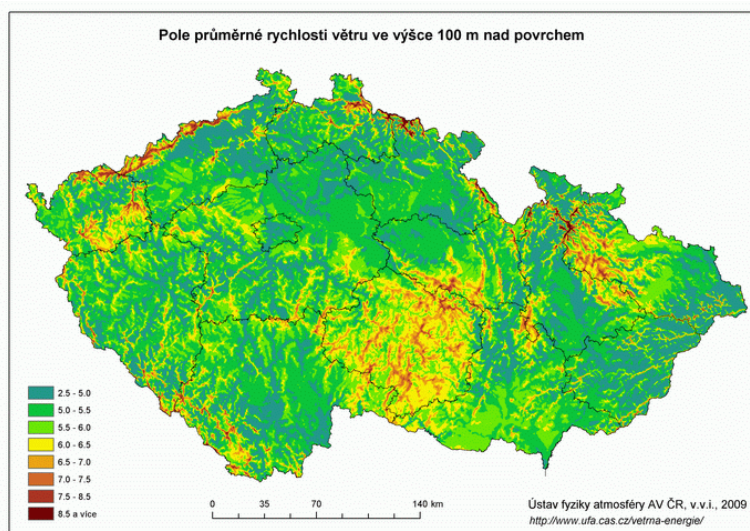 Pole průměrné rychlosti větru ve výšce 100 m nad povrchem
2.5 - 5.0
5.0 - 5.5
5.5 - 6.0
6.0 - 6.5
6.5 - 7.0
7.0 - 7.5
7.5 - 8.5
8.5 a více
0 35 70 140 km
Ústav fyziky atmosféry AV ČR, v.v.i., 2009
http://www.ufa.cas.cz/vetrna-energie/